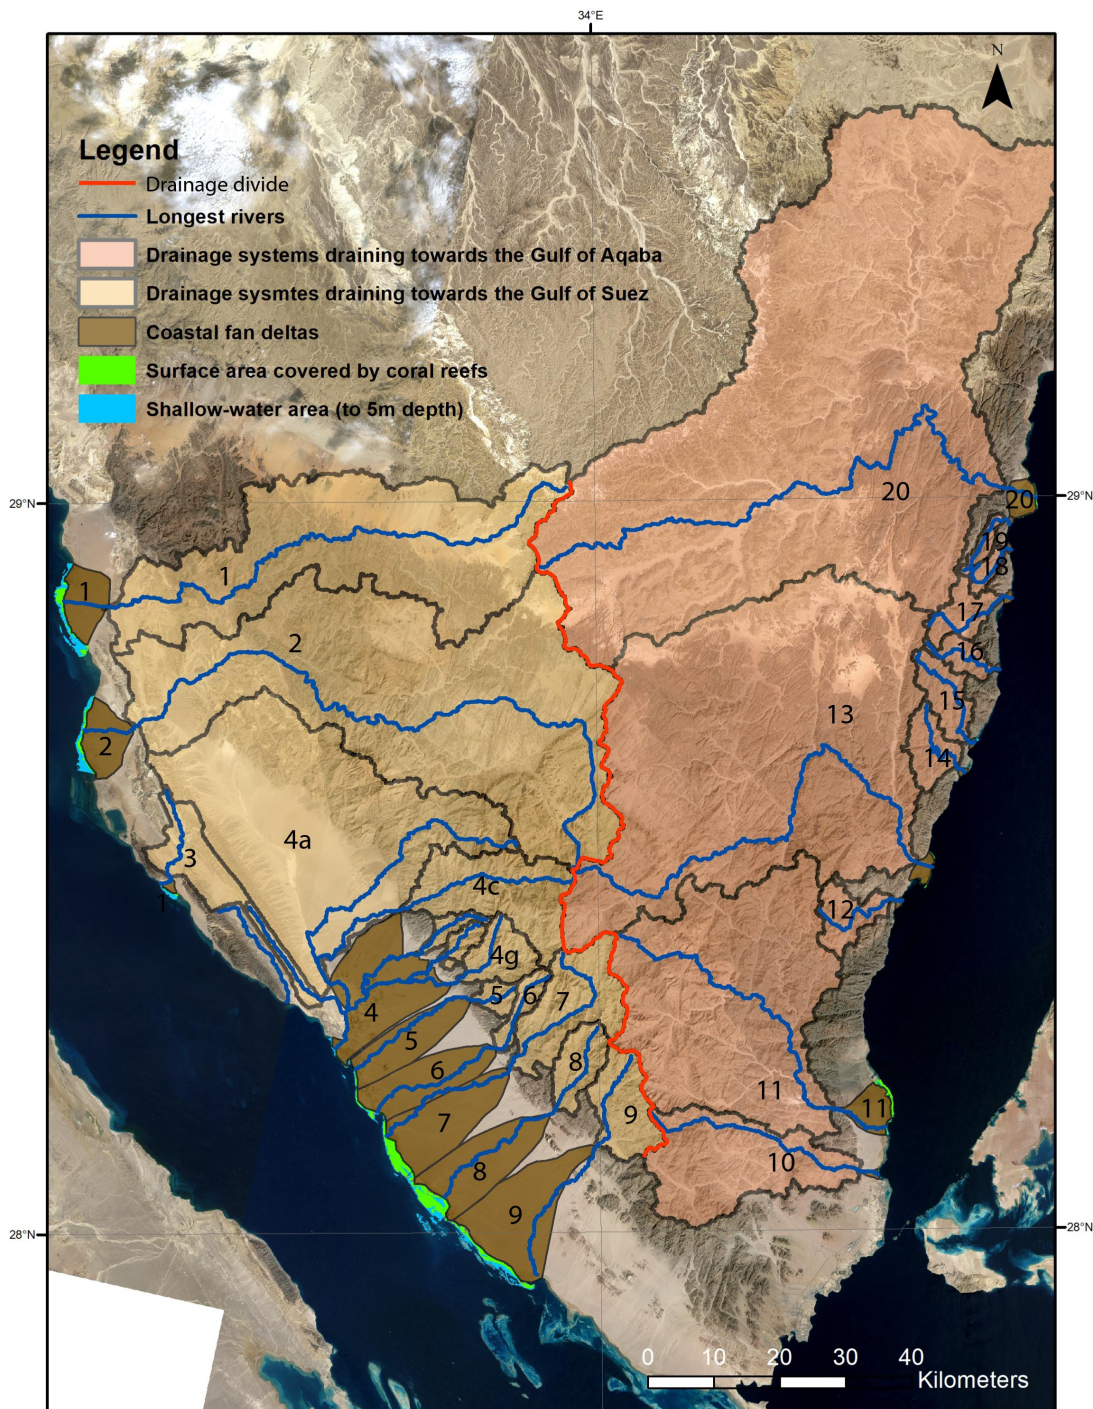 34°E
N
Legend
Drainage divide
Longest rivers
Drainage systems draining towards the Gulf of Aqaba
Drainage sysmtes draining towards the Gulf of Suez
Coastal fan deltas
Surface area covered by coral reefs
Shallow-water area (to 5m depth)
29°N
29°N
20
20
19
18
1
1
17
2
16
15
13
2
14
4a
3
4c
12
1
4g
5
6
7
4
5
8
6
11
11
7
9
10
8
9
28°N
28°N
0 10 20 30 40
Kilometers